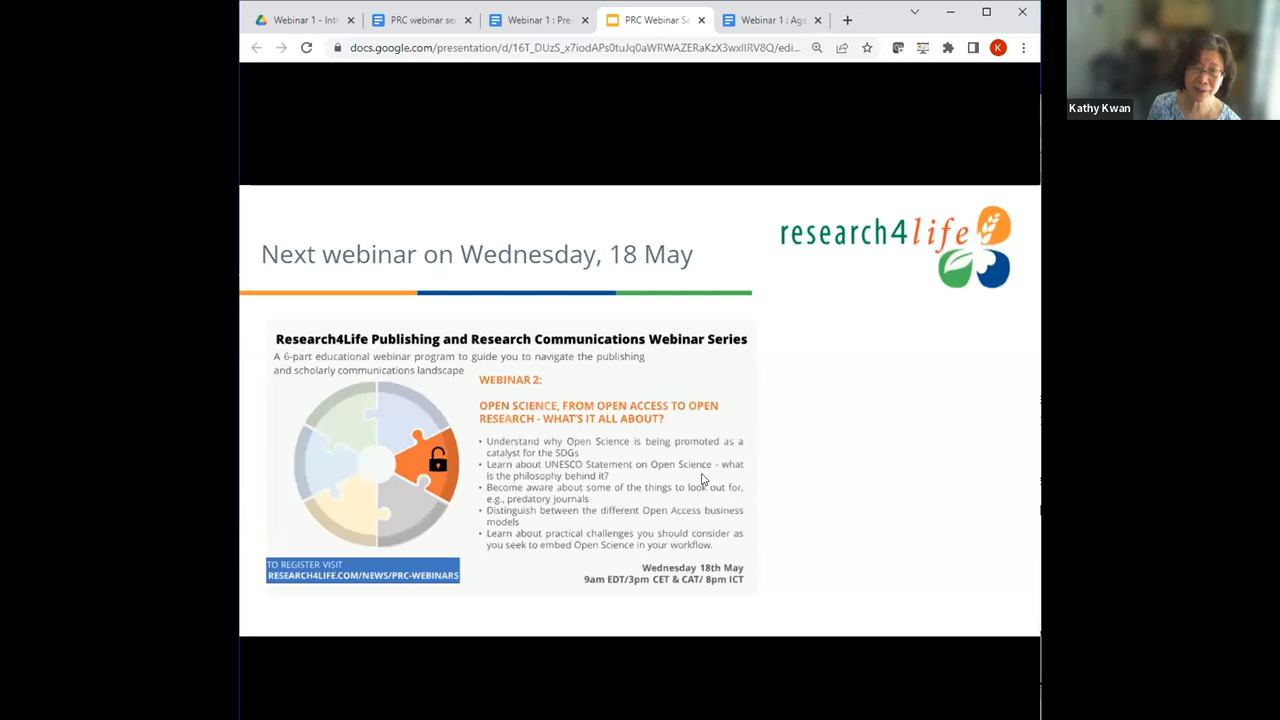 Webinar 1 - Intr
PRC webinar se
Webinar 1 : Pre-
PRC Webinar Se
Webinar 1 : Age
docs.google.com/presentation/d/16T_DUzS_x7iodAPs0tuJq0aWRWAZERaKzX3wxIIRV8Q/edi...
K
Kathy Kwan
research4life
Next webinar on Wednesday, 18 May
Research4Life Publishing and Research Communications Webinar Series
A 6-part educational webinar program to guide you to navigate the publishing
and scholarly communications landscape
WEBINAR 2:
OPEN SCIENCE, FROM OPEN ACCESS TO OPEN
RESEARCH - WHAT'S IT ALL ABOUT?
• Understand why Open Science is being promoted as a
catalyst for the SDGs
• Learn about UNESCO Statement on Open Science - what
is the philosophy behind it?
• Become aware about some of the things to look out for,
e.g., predatory journals
• Distinguish between the different Open Access business
models
• Learn about practical challenges you should consider as
you seek to embed Open Science in your workflow.
TO REGISTER VISIT
RESEARCH4LIFE.COM/NEWS/PRC-WEBINARS
Wednesday 18th May
9am EDT/3pm CET & CAT/ 8pm ICT